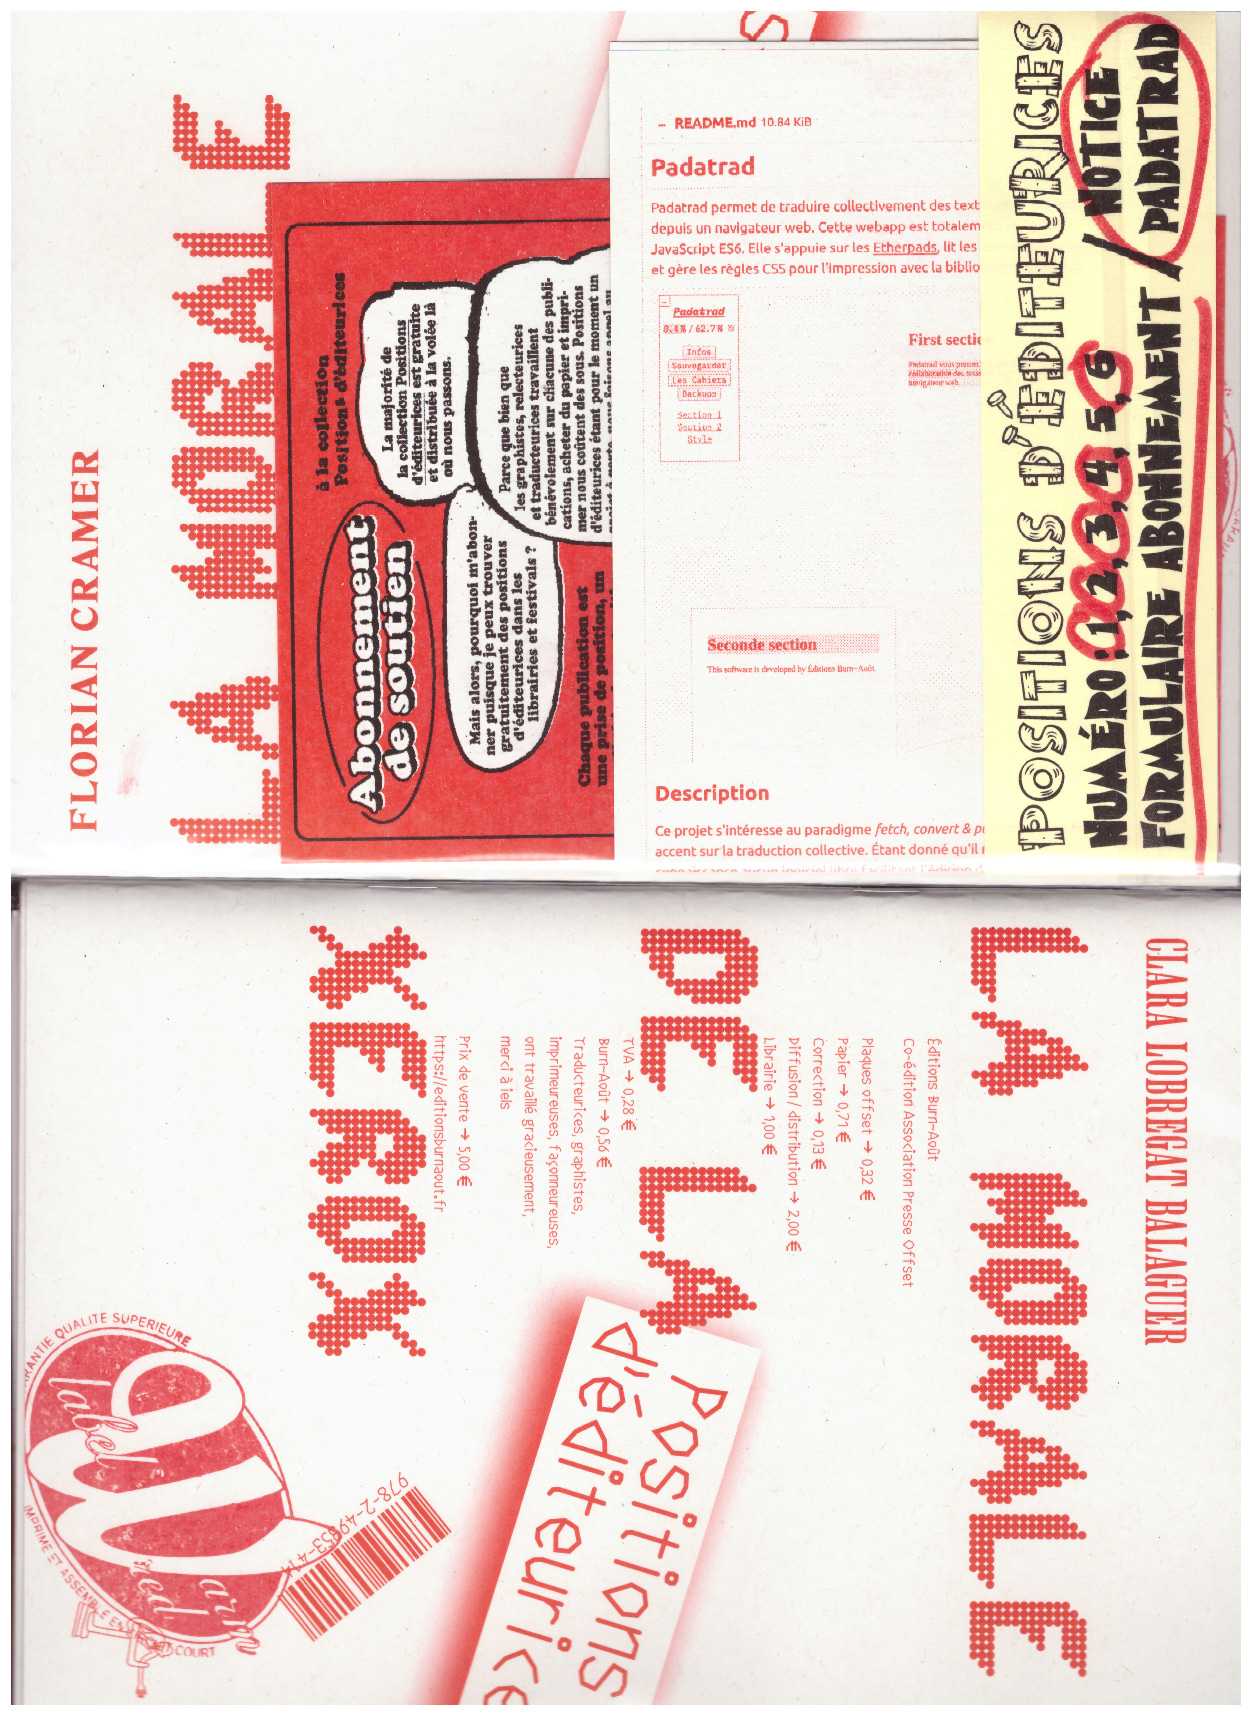 FLORIAN CRAMER
LA MORALE
Abonnement
de soutien
à la collection
Positions d'éditeurices
La majorité de
la collection Positions
d'éditeurices est gratuite
et distribuée à la volée là
où nous passons.
Mais alors, pourquoi m'abon-
ner puisque je peux trouver
gratuitement des positions
d'éditeurices dans les
librairies et festivals ?
Parce que bien que
les graphistes, relecteurices
et traducteurices travaillent
bénévolement sur chacune des publi-
cations, acheter du papier et impri-
mer nous coûtent des sous. Positions
d'éditeurices étant pour le moment un
Chaque publication est
une prise de position, un
– README.md 10.84 KiB
Padatrad
Padatrad permet de traduire collectivement des text
depuis un navigateur web. Cette webapp est totalem
JavaScript ES6. Elle s'appuie sur les Etherpads, lit les
et gère les règles CSS pour l'impression avec la biblio
Padatrad
Infos
Sauvegarder
Les Cahiers
Backups
Section 1
Section 2
Style
First sectio
Seconde section
This software is developed by Éditions Burn-Août.
Description
Ce projet s'intéresse au paradigme fetch, convert & p
accent sur la traduction collective. Étant donné qu'il
POSITIONS D'ÉDITEURICES
NUMÉRO : 1, 2, 3, 4, 5, 6 / NOTICE
FORMULAIRE ABONNEMENT / PADATRAD
CLARA LOBREGAT BALAGUER
LA MORALE
DE LA
XEROX
Éditions Burn-Août
Co-édition Association Presse Offset
Plaques offset → 0,32 €
Papier → 0,71 €
Correction → 0,13 €
Diffusion / distribution → 2,00 €
Librairie → 1,00 €
TVA → 0,28 €
Burn-Août → 0,56 €
Traducteurices, graphistes,
imprimeureuses, façonneureuses,
ont travaillé gracieusement,
merci à iels
Prix de vente → 5,00 €
https://editionsburnaout.fr
Positions
d'éditeurice
RANTIE QUALITE SUPERIEURE
label